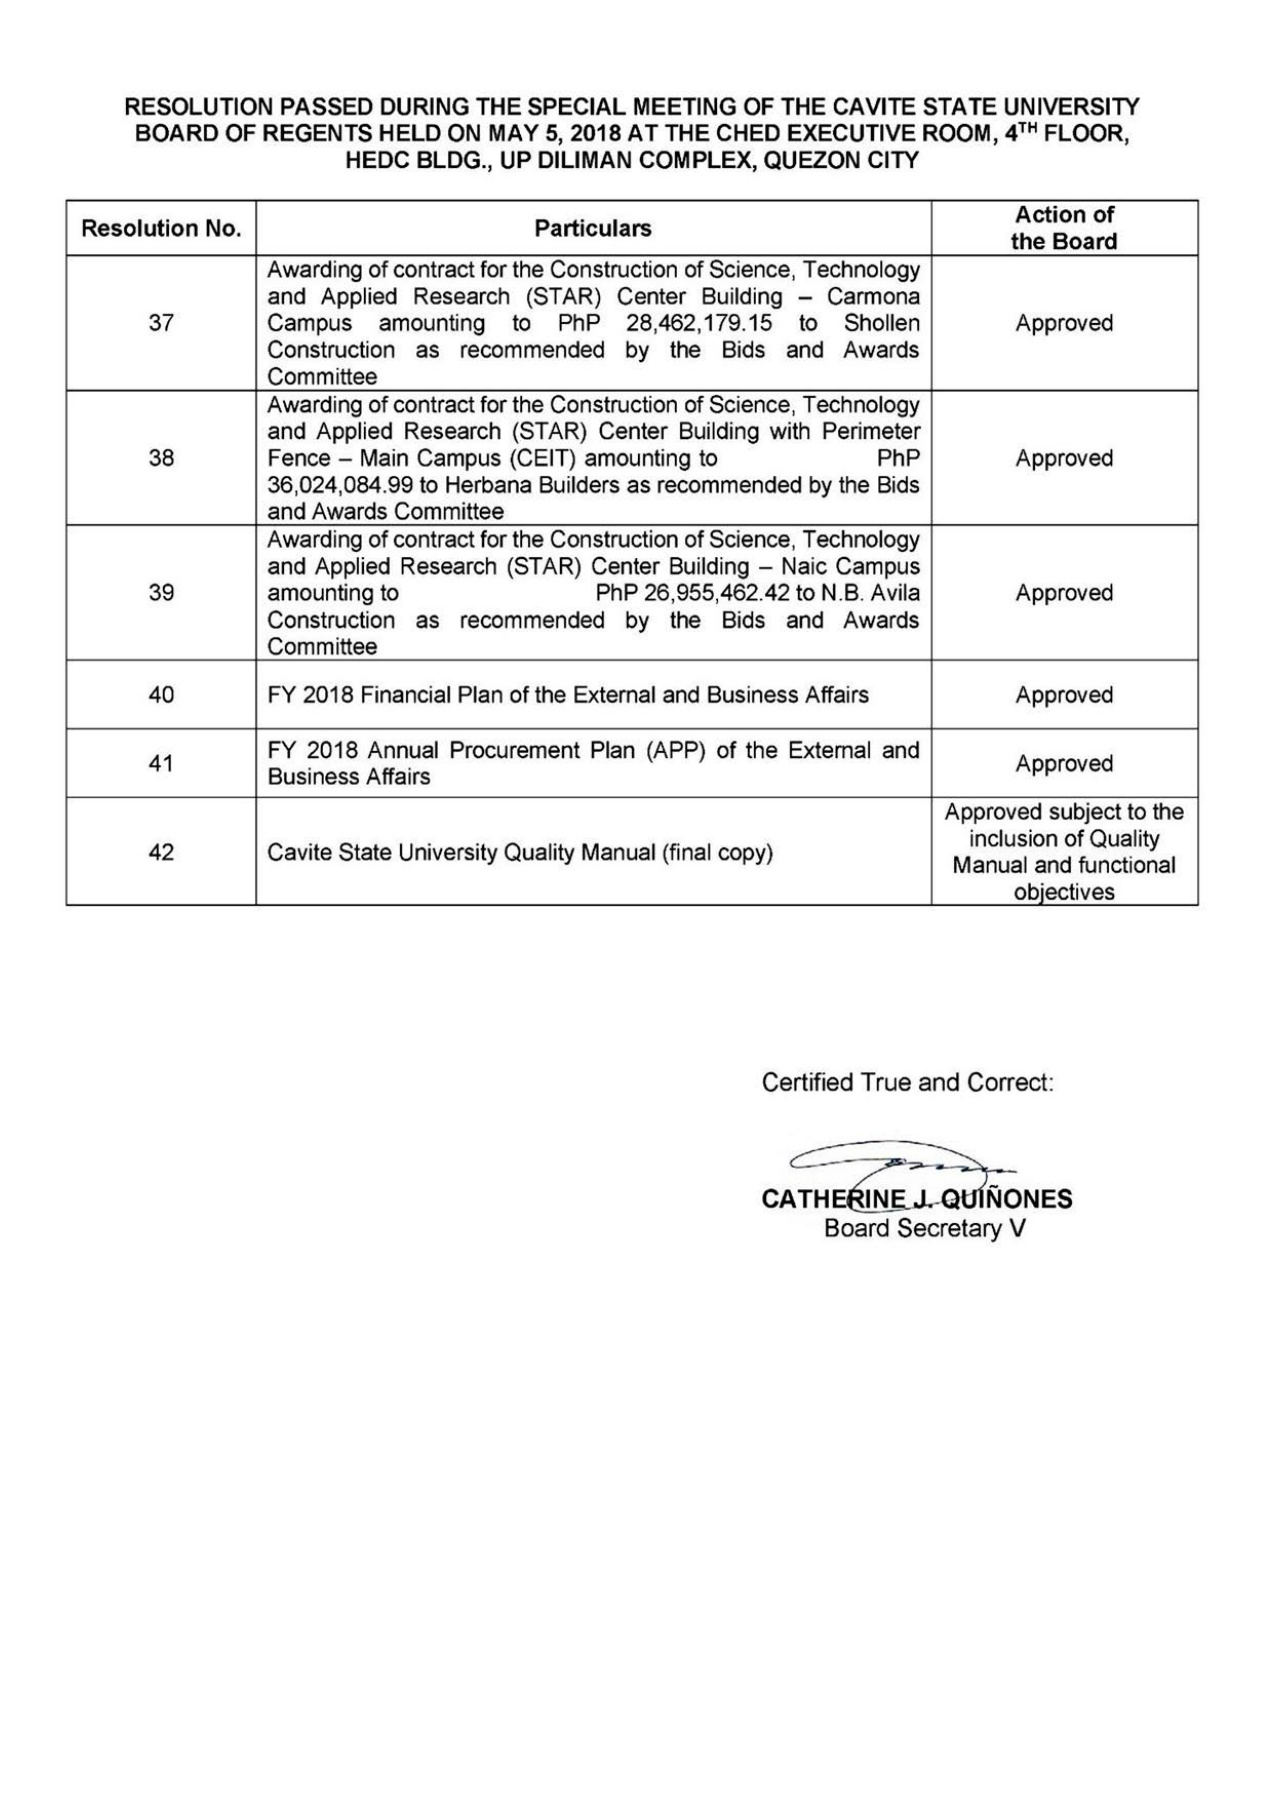 RESOLUTION PASSED DURING THE SPECIAL MEETING OF THE CAVITE STATE UNIVERSITY
BOARD OF REGENTS HELD ON MAY 5, 2018 AT THE CHED EXECUTIVE ROOM, 4TH FLOOR,
HEDC BLDG., UP DILIMAN COMPLEX, QUEZON CITY
Resolution No.
Particulars
Action of
the Board
37
Awarding of contract for the Construction of Science, Technology
and Applied Research (STAR) Center Building – Carmona
Campus amounting to PhP 28,462,179.15 to Shollen
Construction as recommended by the Bids and Awards
Committee
Approved
38
Awarding of contract for the Construction of Science, Technology
and Applied Research (STAR) Center Building with Perimeter
Fence – Main Campus (CEIT) amounting to PhP
36,024,084.99 to Herbana Builders as recommended by the Bids
and Awards Committee
Approved
39
Awarding of contract for the Construction of Science, Technology
and Applied Research (STAR) Center Building – Naic Campus
amounting to PhP 26,955,462.42 to N.B. Avila
Construction as recommended by the Bids and Awards
Committee
Approved
40
FY 2018 Financial Plan of the External and Business Affairs
Approved
41
FY 2018 Annual Procurement Plan (APP) of the External and
Business Affairs
Approved
42
Cavite State University Quality Manual (final copy)
Approved subject to the
inclusion of Quality
Manual and functional
objectives
Certified True and Correct:
CATHERINE J. QUIÑONES
Board Secretary V